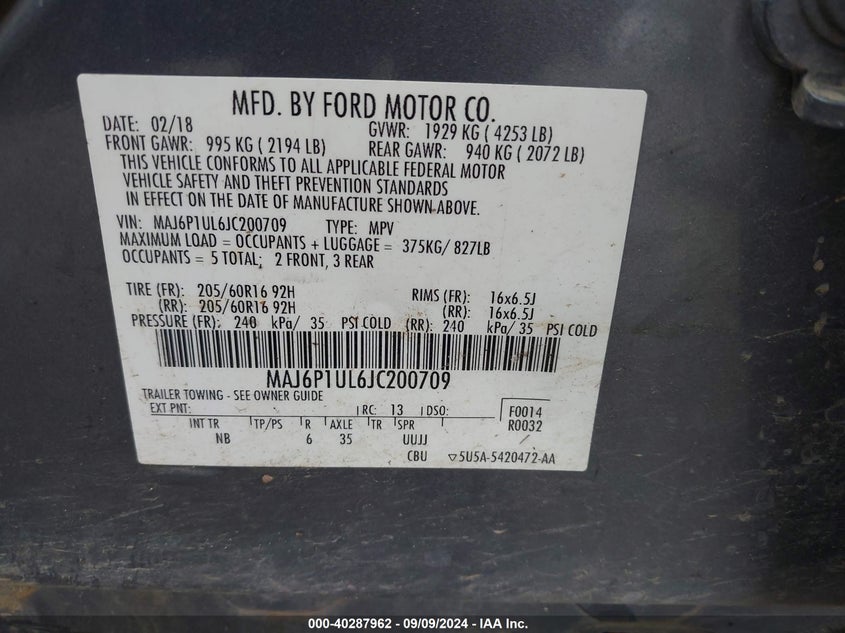 MFD. BY FORD MOTOR CO.
DATE: 02/18 GVWR: 1929 KG ( 4253 LB)
FRONT GAWR: 995 KG ( 2194 LB) REAR GAWR: 940 KG ( 2072 LB)
THIS VEHICLE CONFORMS TO ALL APPLICABLE FEDERAL MOTOR
VEHICLE SAFETY AND THEFT PREVENTION STANDARDS
IN EFFECT ON THE DATE OF MANUFACTURE SHOWN ABOVE.
VIN: MAJ6P1UL6JC200709 TYPE: MPV
MAXIMUM LOAD = OCCUPANTS + LUGGAGE = 375KG/ 827LB
OCCUPANTS = 5 TOTAL; 2 FRONT, 3 REAR
TIRE (FR): 205/60R16 92H RIMS (FR): 16x6.5J
(RR): 205/60R16 92H (RR): 16x6.5J
PRESSURE (FR): 240 kPa/ 35 PSI COLD (RR): 240 kPa/ 35 PSI COLD
MAJ6P1UL6JC200709
TRAILER TOWING - SEE OWNER GUIDE
EXT PNT: RC: 13 DSO: F0014
R0032
INT TR TP/PS R AXLE TR SPR
NB 6 35 UUJJ
CBU ▽5U5A-5420472-AA
000-40287962 - 09/09/2024 - IAA Inc.